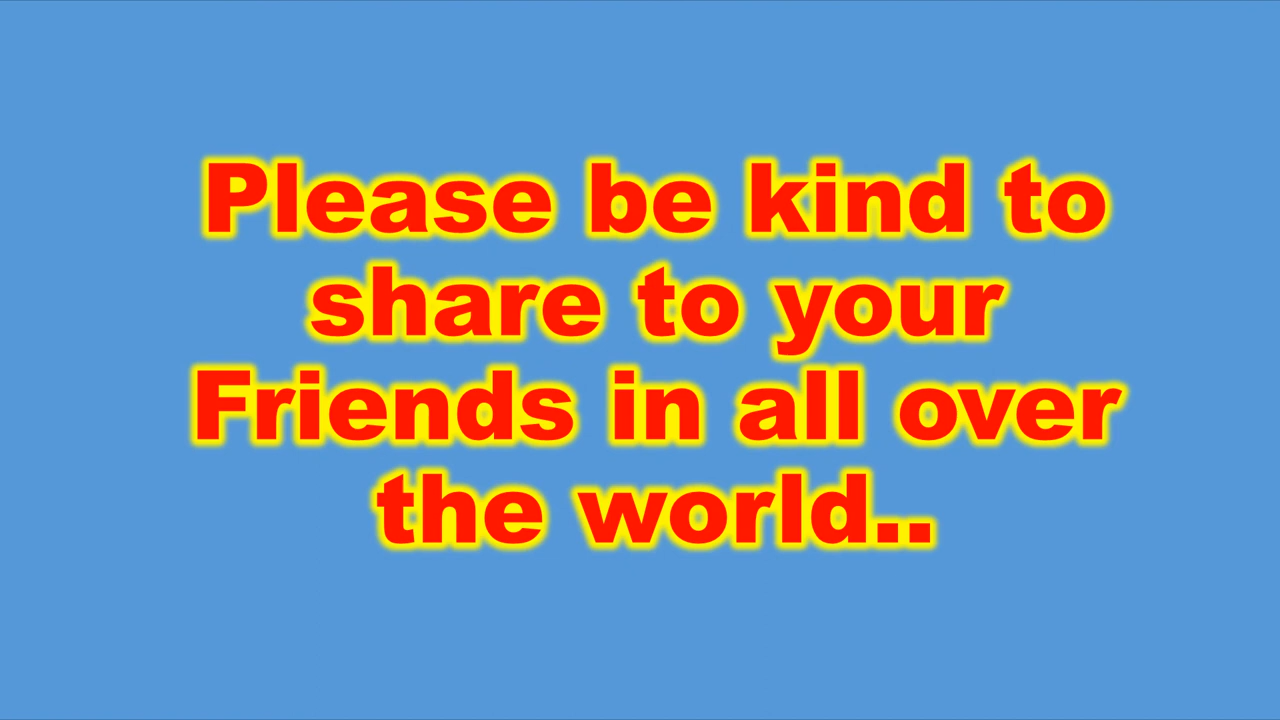 Please be kind to
share to your
Friends in all over
the world..